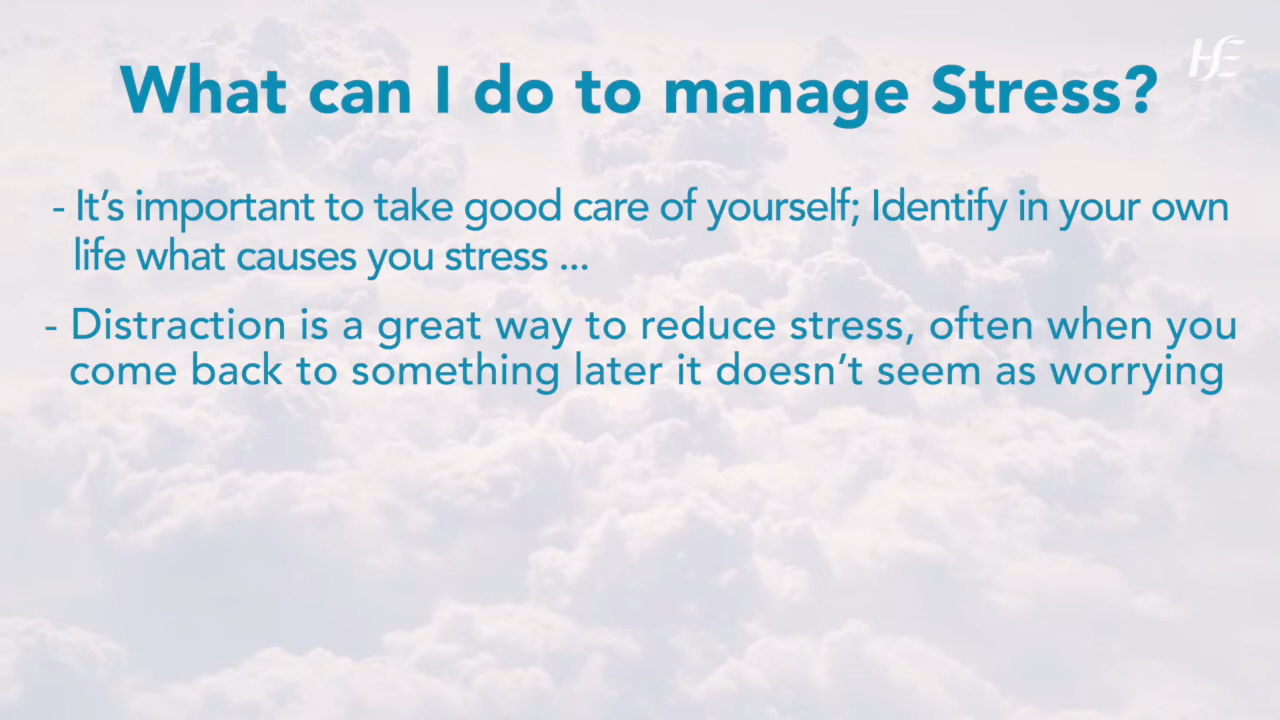 HSE
What can I do to manage Stress?
- It's important to take good care of yourself; Identify in your own
life what causes you stress ...
- Distraction is a great way to reduce stress, often when you
come back to something later it doesn't seem as worrying